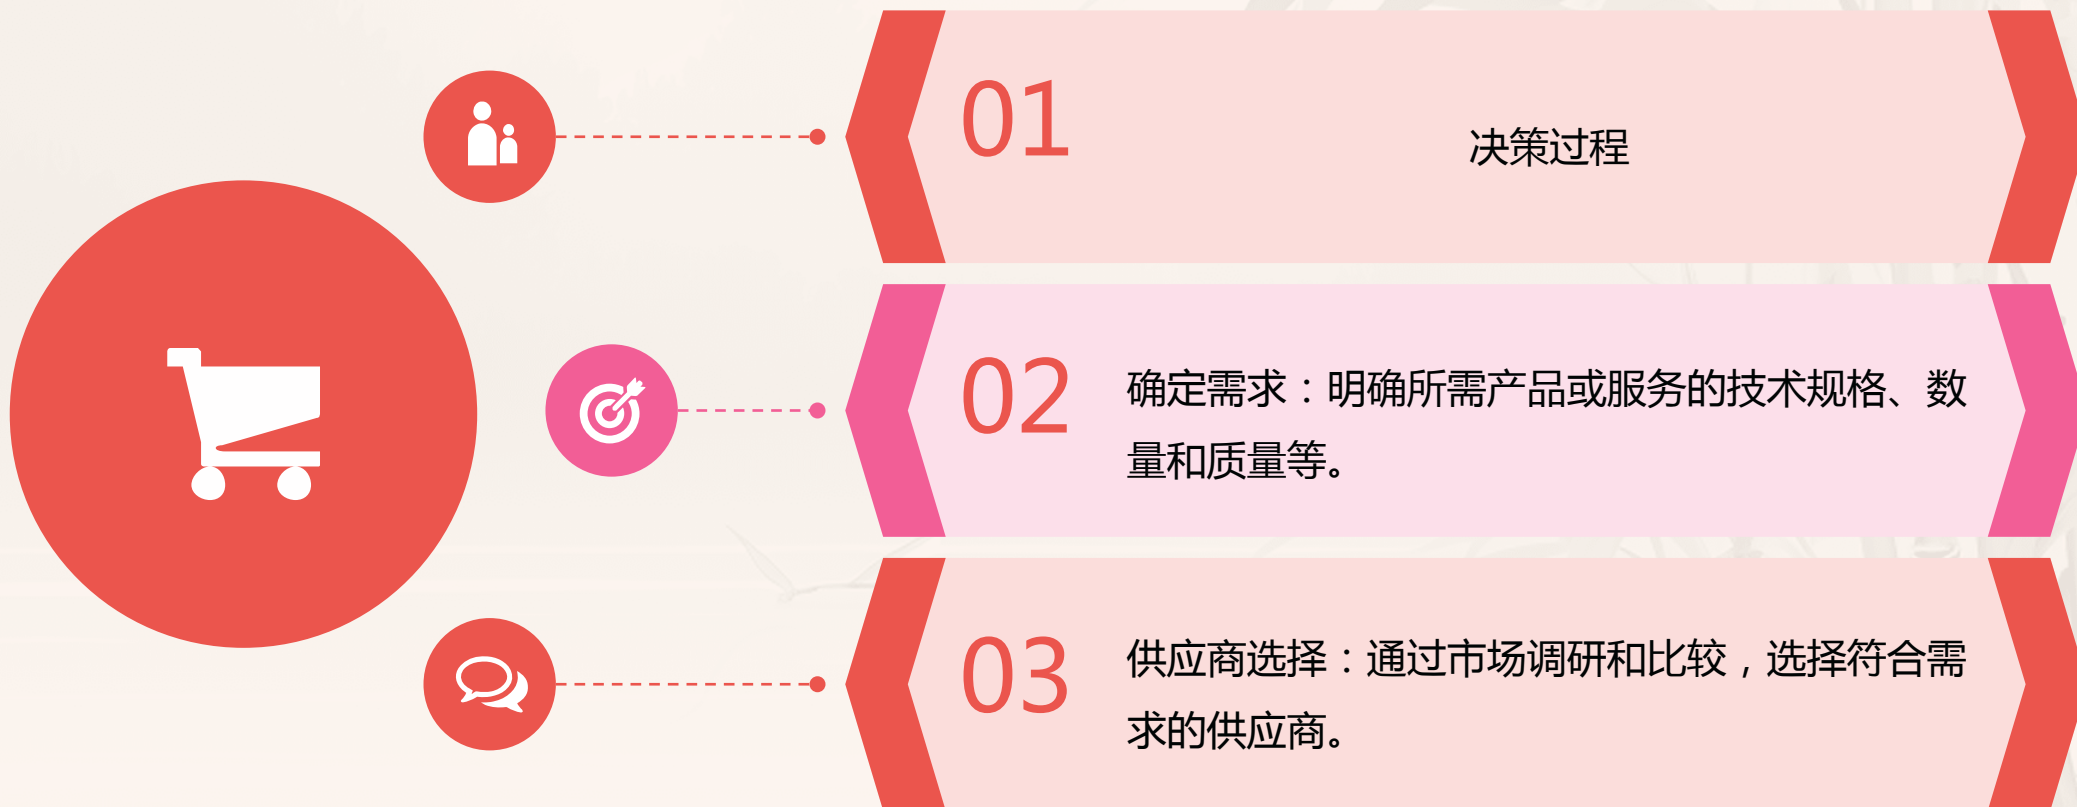 01
决策过程
02
确定需求：明确所需产品或服务的技术规格、数
量和质量等。
03
供应商选择：通过市场调研和比较，选择符合需
求的供应商。